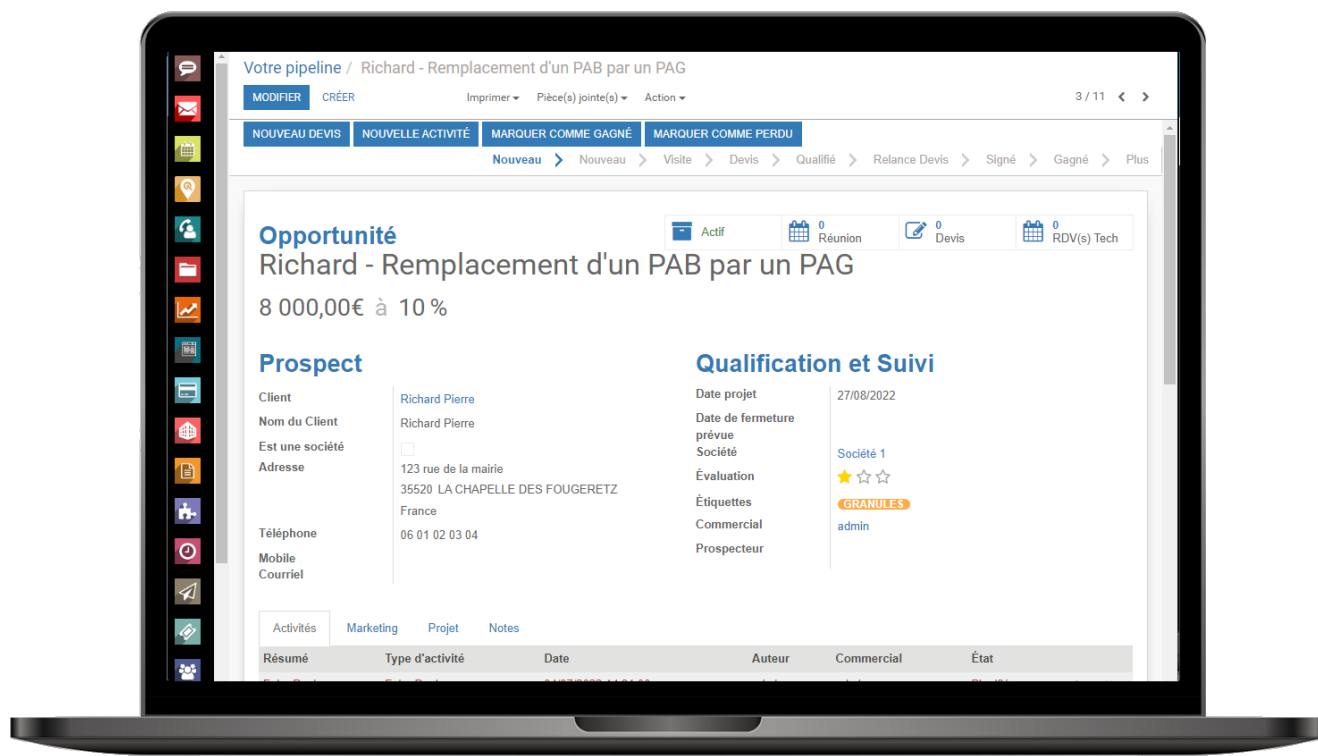 Votre pipeline / Richard - Remplacement d'un PAB par un PAG
MODIFIER CRÉER Imprimer Pièce(s) jointe(s) Action 3 / 11
NOUVEAU DEVIS NOUVELLE ACTIVITÉ MARQUER COMME GAGNÉ MARQUER COMME PERDU
Nouveau Nouveau Visite Devis Qualifié Relance Devis Signé Gagné Plus
Actif 0 Réunion 0 Devis 0 RDV(s) Tech
Opportunité
Richard - Remplacement d'un PAB par un PAG
8 000,00€ à 10 %
Prospect
Client Richard Pierre
Nom du Client Richard Pierre
Est une société
Adresse 123 rue de la mairie
35520 LA CHAPELLE DES FOUGERETZ
France
Téléphone 06 01 02 03 04
Mobile
Courriel
Qualification et Suivi
Date projet 27/08/2022
Date de fermeture
prévue
Société Société 1
Évaluation
Étiquettes GRANULES
Commercial admin
Prospecteur
Activités Marketing Projet Notes
Résumé Type d'activité Date Auteur Commercial État